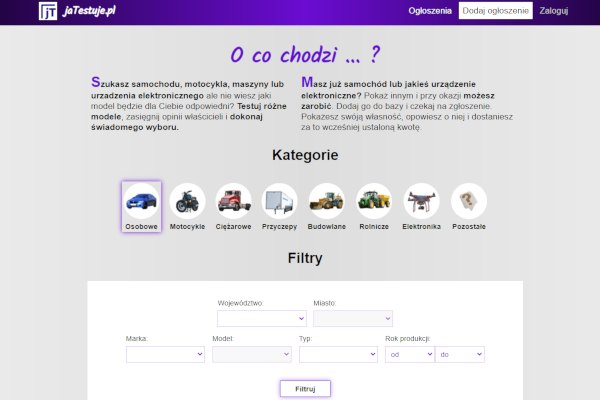 jT jaTestuje.pl Ogłoszenia Dodaj ogłoszenie Zaloguj
O co chodzi ... ?
Szukasz samochodu, motocykla, maszyny lub
urzadzenia elektronicznego ale nie wiesz jaki
model będzie dla Ciebie odpowiedni? Testuj różne
modele, zasięgnij opinii właścicieli i dokonaj
świadomego wyboru.
Masz już samochód lub jakieś urządzenie
elektroniczne? Pokaż innym i przy okazji możesz
zarobić. Dodaj go do bazy i czekaj na zgłoszenie.
Pokażesz swoją własność, opowiesz o niej i dostaniesz
za to wcześniej ustaloną kwotę.
Kategorie
Osobowe Motocykle Ciężarowe Przyczepy Budowlane Rolnicze Elektronika Pozostałe
Filtry
Województwo: Miasto:
Marka: Model: Typ: Rok produkcji:
od do
Filtruj